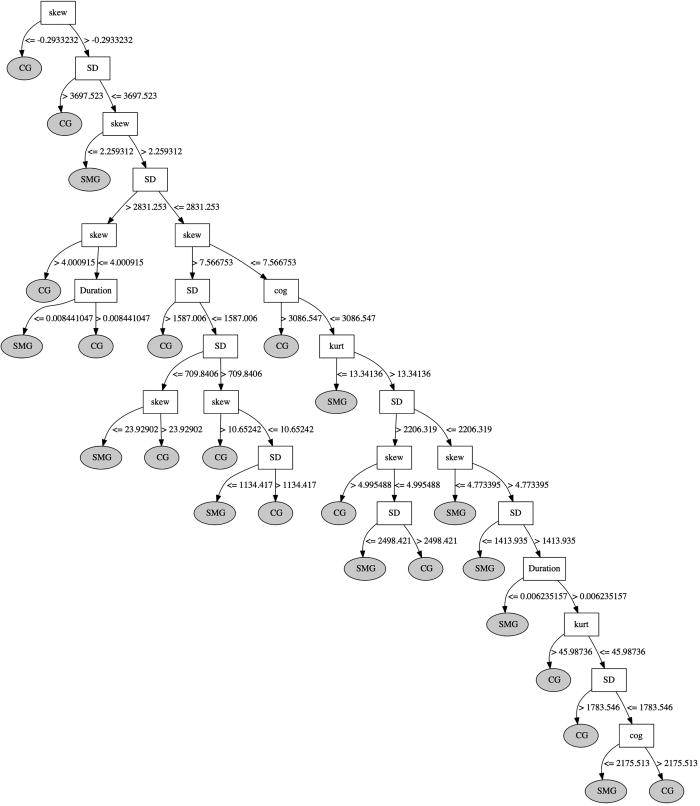 skew
<= -0.2933232 > -0.2933232
CG SD
> 3697.523 <= 3697.523
CG skew
<= 2.259312 > 2.259312
SMG SD
> 2831.253 <= 2831.253
skew skew
> 4.000915 <= 4.000915 > 7.566753 <= 7.566753
CG Duration SD cog
<= 0.008441047 > 0.008441047 > 1587.006 <= 1587.006 > 3086.547 <= 3086.547
SMG CG CG SD CG kurt
<= 709.8406 > 709.8406 <= 13.34136 > 13.34136
skew skew SMG SD
<= 23.92902 > 23.92902 > 10.65242 <= 10.65242 > 2206.319 <= 2206.319
SMG CG CG SD skew skew
<= 1134.417 > 1134.417 > 4.995488 <= 4.995488 <= 4.773395 > 4.773395
SMG CG CG SD SMG SD
<= 2498.421 > 2498.421 <= 1413.935 > 1413.935
SMG CG SMG Duration
<= 0.006235157 > 0.006235157
SMG kurt
> 45.98736 <= 45.98736
CG SD
> 1783.546 <= 1783.546
CG cog
<= 2175.513 > 2175.513
SMG CG